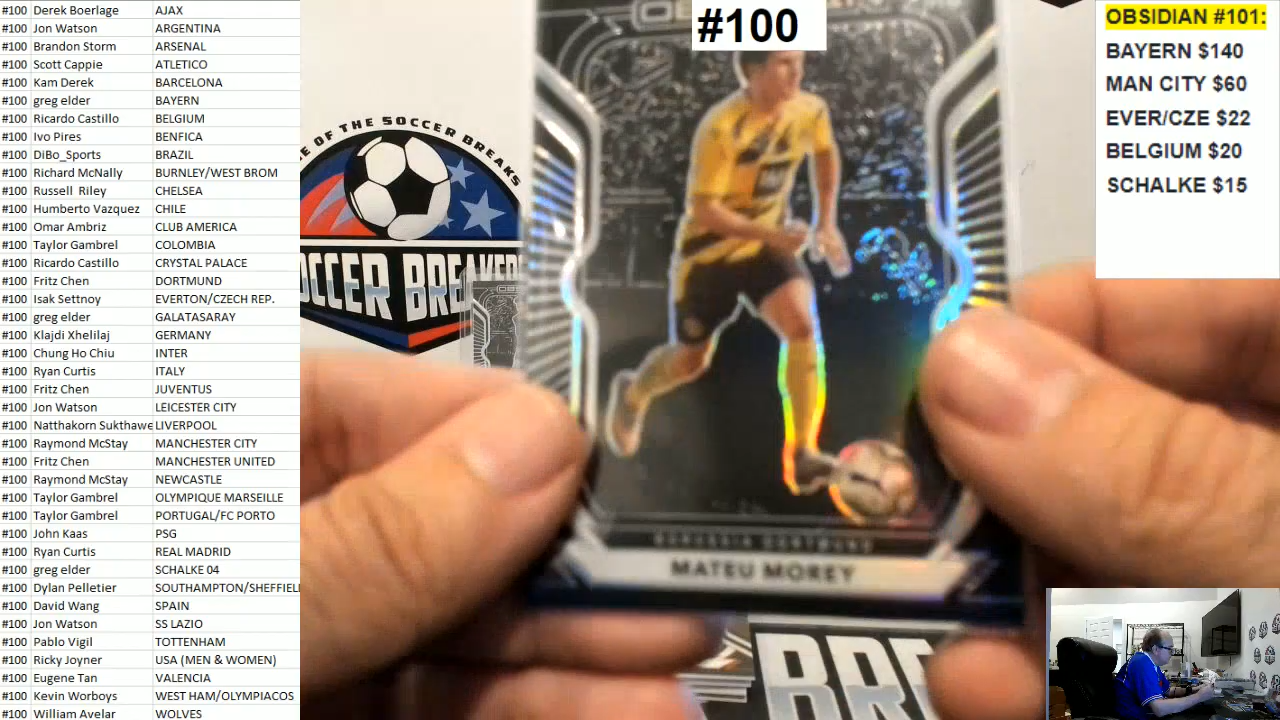 #100 Derek Boerlage AJAX
#100 Jon Watson ARGENTINA
#100 Brandon Storm ARSENAL
#100 Scott Cappie ATLETICO
#100 Kam Derek BARCELONA
#100 greg elder BAYERN
#100 Ricardo Castillo BELGIUM
#100 Ivo Pires BENFICA
#100 DiBo_Sports BRAZIL
#100 Richard McNally BURNLEY/WEST BROM
#100 Russell Riley CHELSEA
#100 Humberto Vazquez CHILE
#100 Omar Ambriz CLUB AMERICA
#100 Taylor Gambrel COLOMBIA
#100 Ricardo Castillo CRYSTAL PALACE
#100 Fritz Chen DORTMUND
#100 Isak Settnoy EVERTON/CZECH REP.
#100 greg elder GALATASARAY
#100 Klajdi Xhelilaj GERMANY
#100 Chung Ho Chiu INTER
#100 Ryan Curtis ITALY
#100 Fritz Chen JUVENTUS
#100 Jon Watson LEICESTER CITY
#100 Natthakorn Sukthawe LIVERPOOL
#100 Raymond McStay MANCHESTER CITY
#100 Fritz Chen MANCHESTER UNITED
#100 Raymond McStay NEWCASTLE
#100 Taylor Gambrel OLYMPIQUE MARSEILLE
#100 Taylor Gambrel PORTUGAL/FC PORTO
#100 John Kaas PSG
#100 Ryan Curtis REAL MADRID
#100 greg elder SCHALKE 04
#100 Dylan Pelletier SOUTHAMPTON/SHEFFIEL
#100 David Wang SPAIN
#100 Jon Watson SS LAZIO
#100 Pablo Vigil TOTTENHAM
#100 Ricky Joyner USA (MEN & WOMEN)
#100 Eugene Tan VALENCIA
#100 Kevin Worboys WEST HAM/OLYMPIACOS
#100 William Avelar WOLVES
#100
E OF THE SOCCER BREAKS
OCCER BREAKE
BORUSSIA DORTMUND
MATEU MOREY
BRE
OBSIDIAN #101:
BAYERN $140
MAN CITY $60
EVER/CZE $22
BELGIUM $20
SCHALKE $15